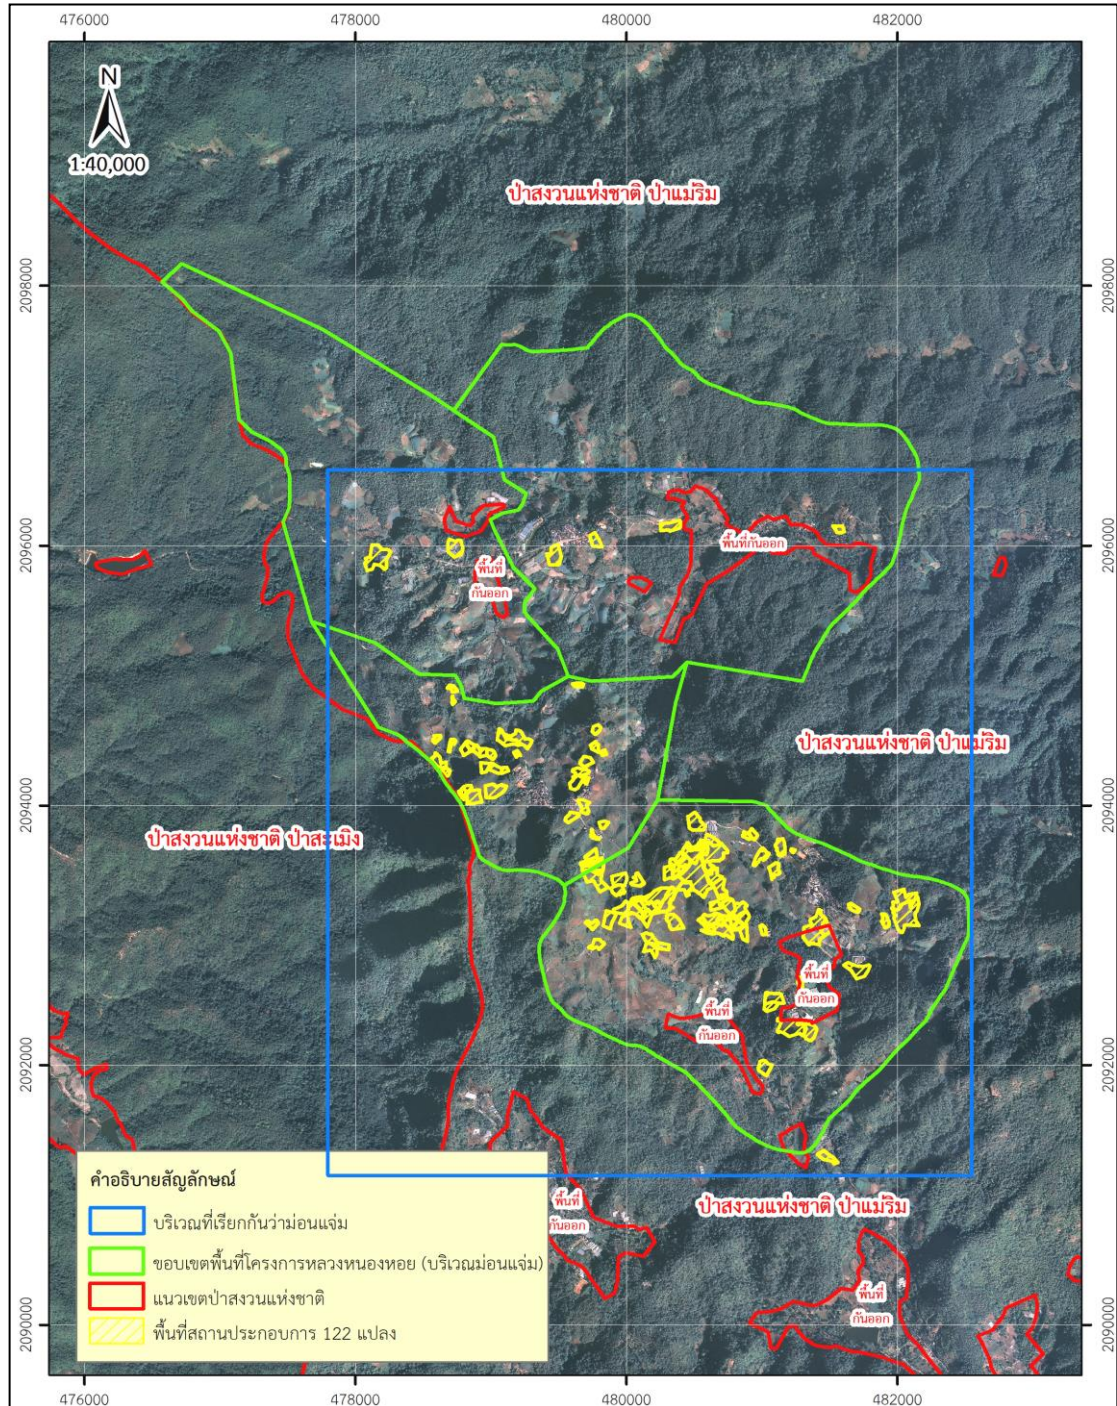 476000
478000
480000
482000
N
1:40,000
ป่าสงวนแห่งชาติ ป่าแม่ริม
2098000
2098000
พื้นที่กันออก
2096000
2096000
พื้นที่
กันออก
ป่าสงวนแห่งชาติ ป่าแม่ริม
2094000
2094000
ป่าสงวนแห่งชาติ ป่าสะเมิง
พื้นที่
กันออก
พื้นที่
กันออก
2092000
2092000
คำอธิบายสัญลักษณ์
บริเวณที่เรียกกันว่าม่อนแจ่ม
ขอบเขตพื้นที่โครงการหลวงหนองหอย (บริเวณม่อนแจ่ม)
แนวเขตป่าสงวนแห่งชาติ
พื้นที่สถานประกอบการ 122 แปลง
พื้นที่
กันออก
ป่าสงวนแห่งชาติ ป่าแม่ริม
พื้นที่
กันออก
2090000
2090000
476000
478000
480000
482000